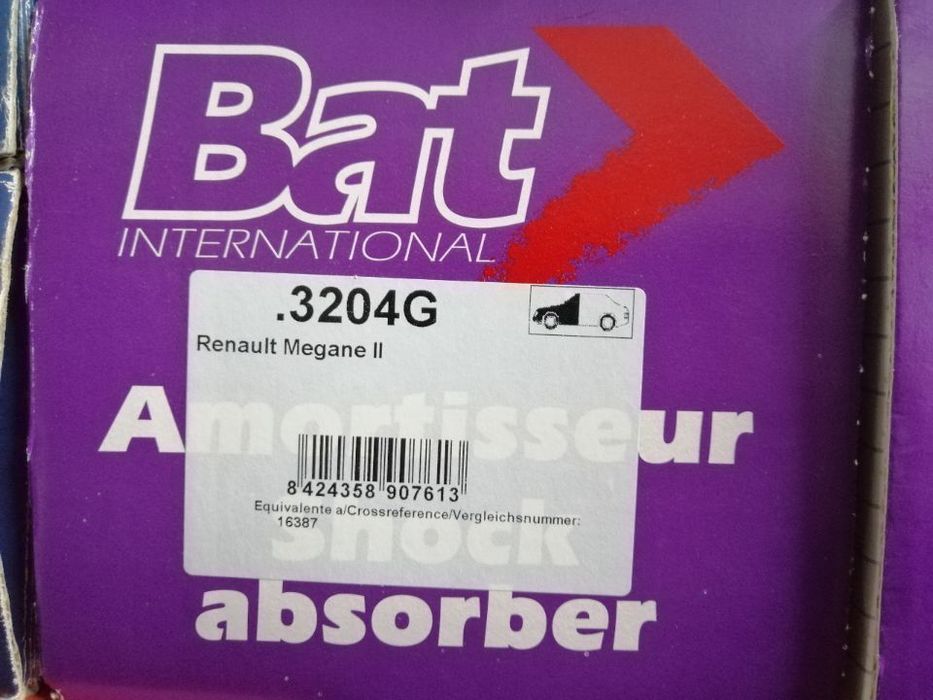 Bat
INTERNATIONAL
.3204G
Renault Megane II
Amortisseur
8 424358 907613
Equivalente a/Crossreference/Vergleichsnummer:
16387
shock
absorber